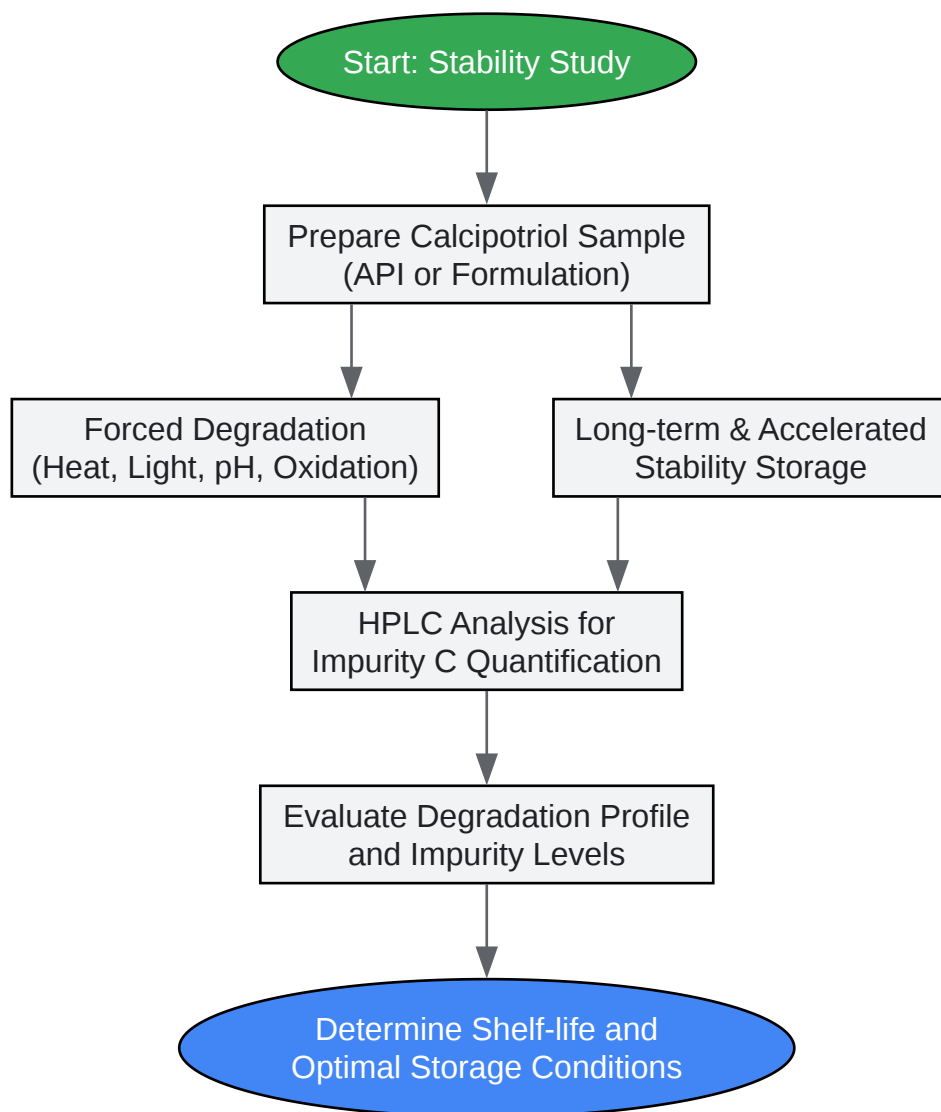 Start: Stability Study
Prepare Calcipotriol Sample
(API or Formulation)
Forced Degradation
(Heat, Light, pH, Oxidation)
Long-term & Accelerated
Stability Storage
HPLC Analysis for
Impurity C Quantification
Evaluate Degradation Profile
and Impurity Levels
Determine Shelf-life and
Optimal Storage Conditions